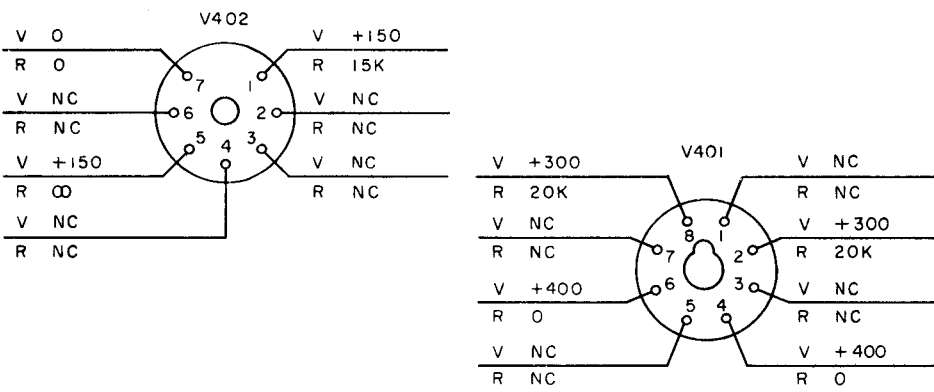 V402
V 0
R 0
7
1
V +150
R 15K
V NC
R NC
6
2
V NC
R NC
V +150
R ∞
5
4
3
V NC
R NC
V NC
R NC
V401
V +300
R 20K
8
1
V NC
R NC
V NC
R NC
7
2
V +300
R 20K
V +400
R 0
6
3
V NC
R NC
V NC
R NC
5
4
V +400
R 0